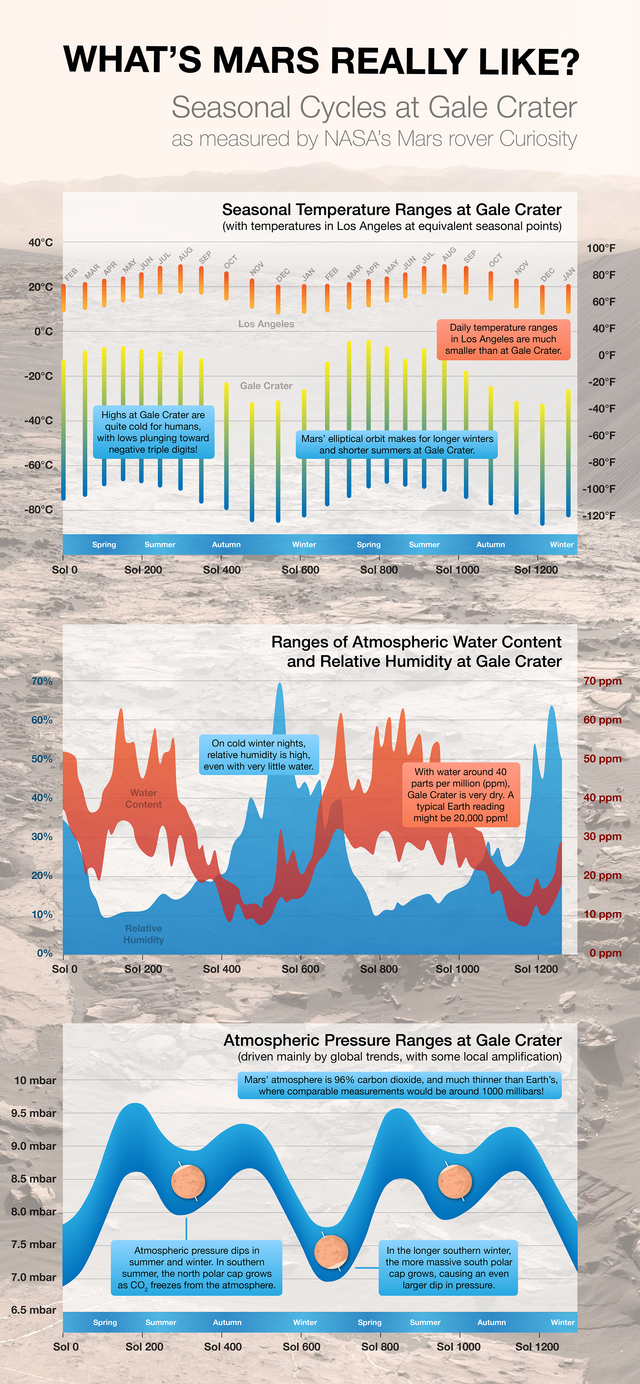 WHAT'S MARS REALLY LIKE?
Seasonal Cycles at Gale Crater
as measured by NASA's Mars rover Curiosity
Seasonal Temperature Ranges at Gale Crater
(with temperatures in Los Angeles at equivalent seasonal points)
40°C
20°C
0°C
-20°C
-40°C
-60°C
-80°C
100°F
80°F
60°F
40°F
20°F
0°F
-20°F
-40°F
-60°F
-80°F
-100°F
-120°F
FEB MAR APR MAY JUN JUL AUG SEP OCT NOV DEC JAN FEB MAR APR MAY JUN JUL AUG SEP OCT NOV DEC JAN
Los Angeles
Daily temperature ranges
in Los Angeles are much
smaller than at Gale Crater.
Gale Crater
Highs at Gale Crater are
quite cold for humans,
with lows plunging toward
negative triple digits!
Mars' elliptical orbit makes for longer winters
and shorter summers at Gale Crater.
Spring Summer Autumn Winter Spring Summer Autumn Winter
Sol 0 Sol 200 Sol 400 Sol 600 Sol 800 Sol 1000 Sol 1200
Ranges of Atmospheric Water Content
and Relative Humidity at Gale Crater
70%
60%
50%
40%
30%
20%
10%
0%
70 ppm
60 ppm
50 ppm
40 ppm
30 ppm
20 ppm
10 ppm
0 ppm
On cold winter nights,
relative humidity is high,
even with very little water.
With water around 40
parts per million (ppm),
Gale Crater is very dry. A
typical Earth reading
might be 20,000 ppm!
Water
Content
Relative
Humidity
Sol 0 Sol 200 Sol 400 Sol 600 Sol 800 Sol 1000 Sol 1200
Atmospheric Pressure Ranges at Gale Crater
(driven mainly by global trends, with some local amplification)
Mars' atmosphere is 96% carbon dioxide, and much thinner than Earth's,
where comparable measurements would be around 1000 millibars!
10 mbar
9.5 mbar
9.0 mbar
8.5 mbar
8.0 mbar
7.5 mbar
7.0 mbar
6.5 mbar
Atmospheric pressure dips in
summer and winter. In southern
summer, the north polar cap grows
as CO₂ freezes from the atmosphere.
In the longer southern winter,
the more massive south polar
cap grows, causing an even
larger dip in pressure.
Spring Summer Autumn Winter Spring Summer Autumn Winter
Sol 0 Sol 200 Sol 400 Sol 600 Sol 800 Sol 1000 Sol 1200